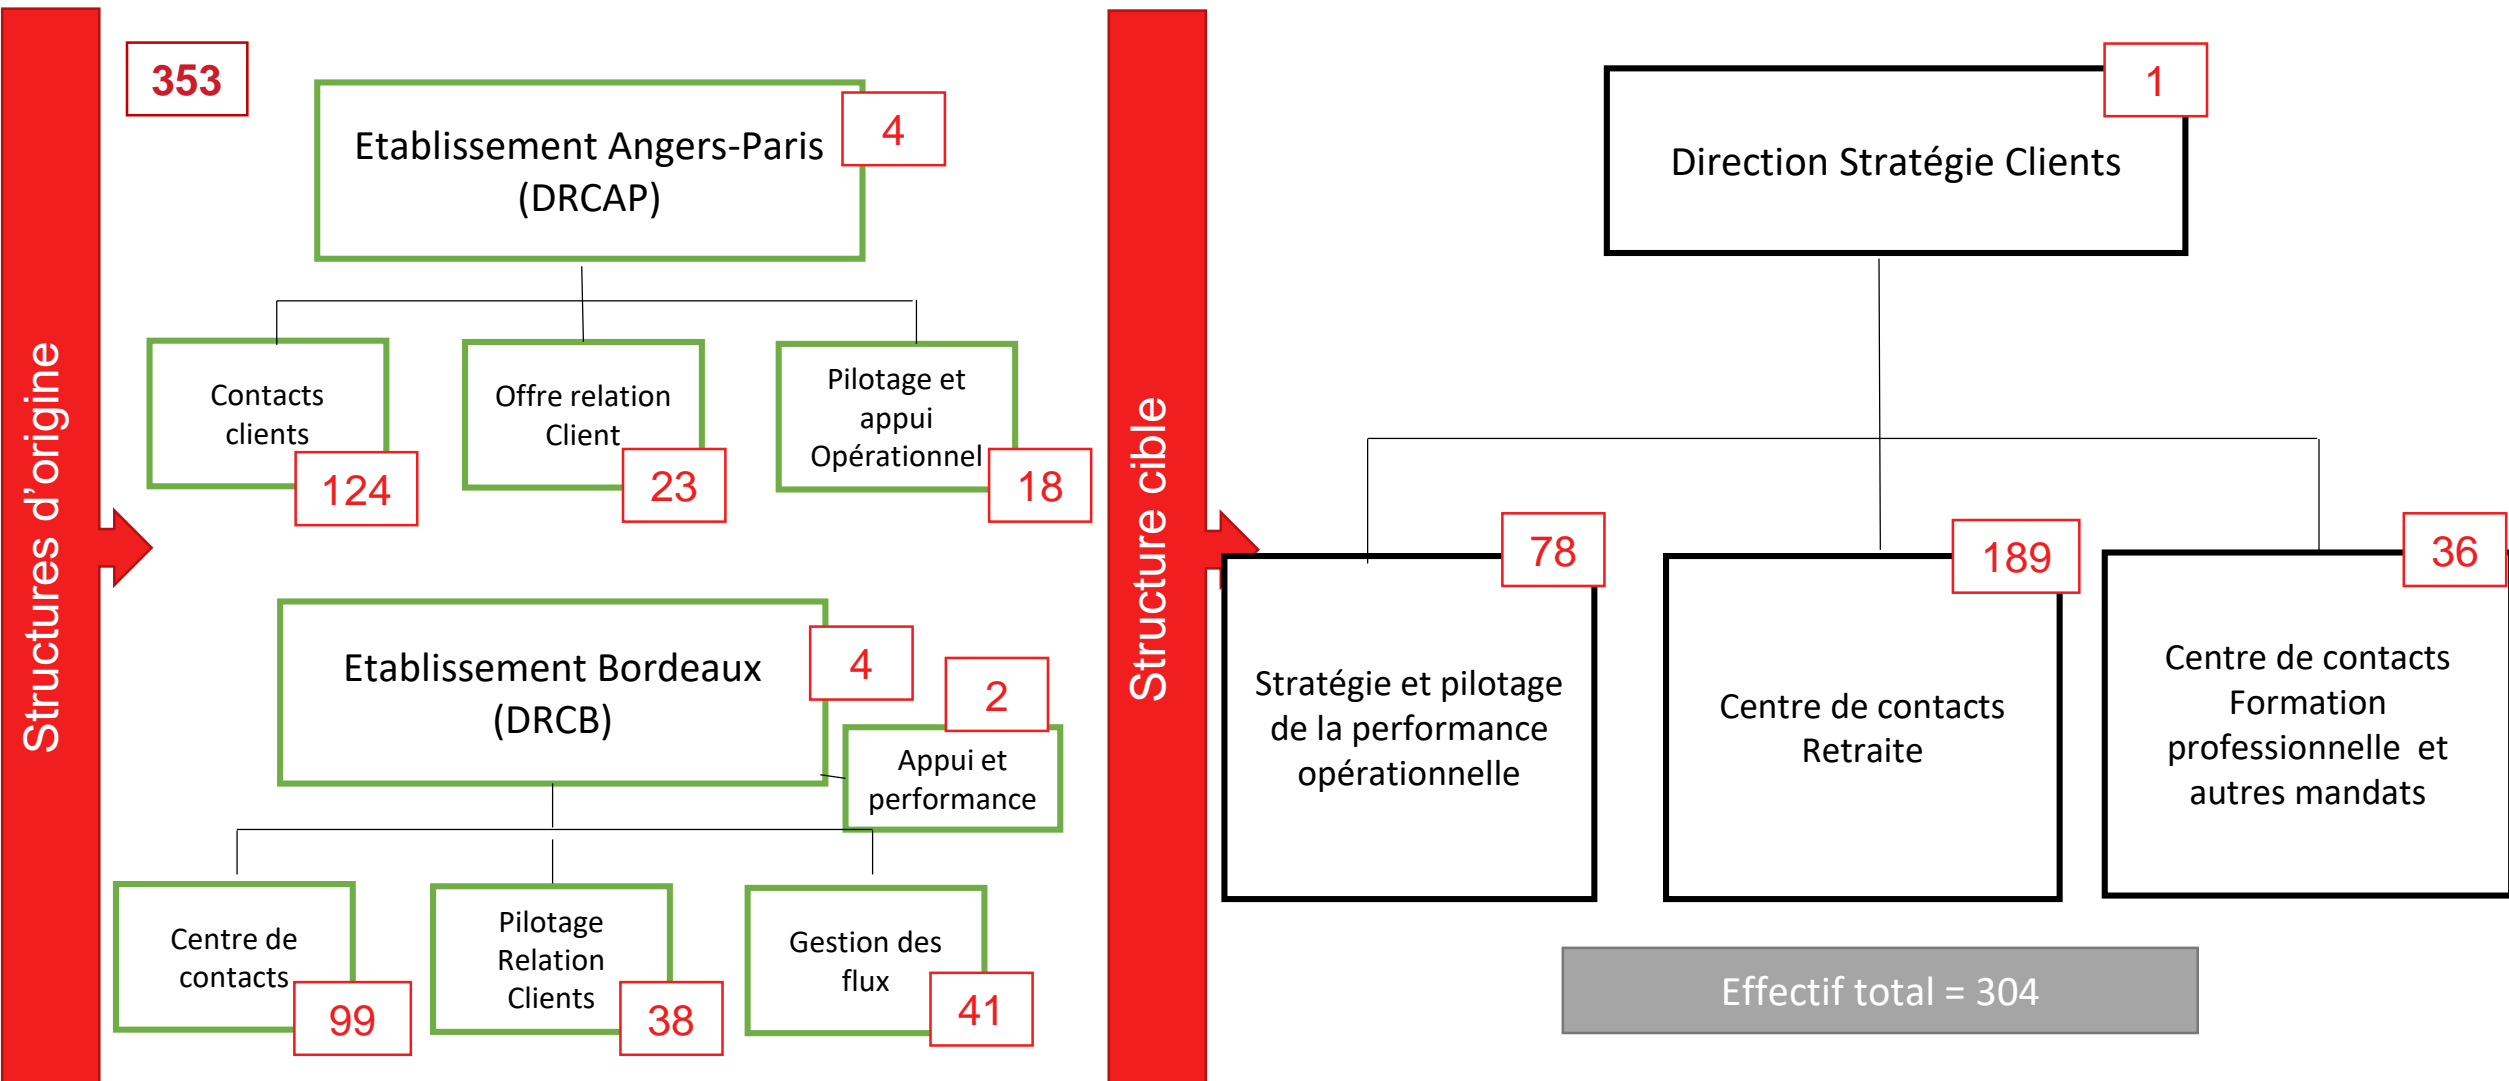 Structures d’origine
353
Etablissement Angers-Paris
(DRCAP)
4
Contacts
clients
124
Offre relation
Client
23
Pilotage et
appui
Opérationnel
18
Etablissement Bordeaux
(DRCB)
4
2
Appui et
performance
Centre de
contacts
99
Pilotage
Relation
Clients
38
Gestion des
flux
41
Structure cible
Direction Stratégie Clients
1
78
Stratégie et pilotage
de la performance
opérationnelle
189
Centre de contacts
Retraite
36
Centre de contacts
Formation
professionnelle et
autres mandats
Effectif total = 304